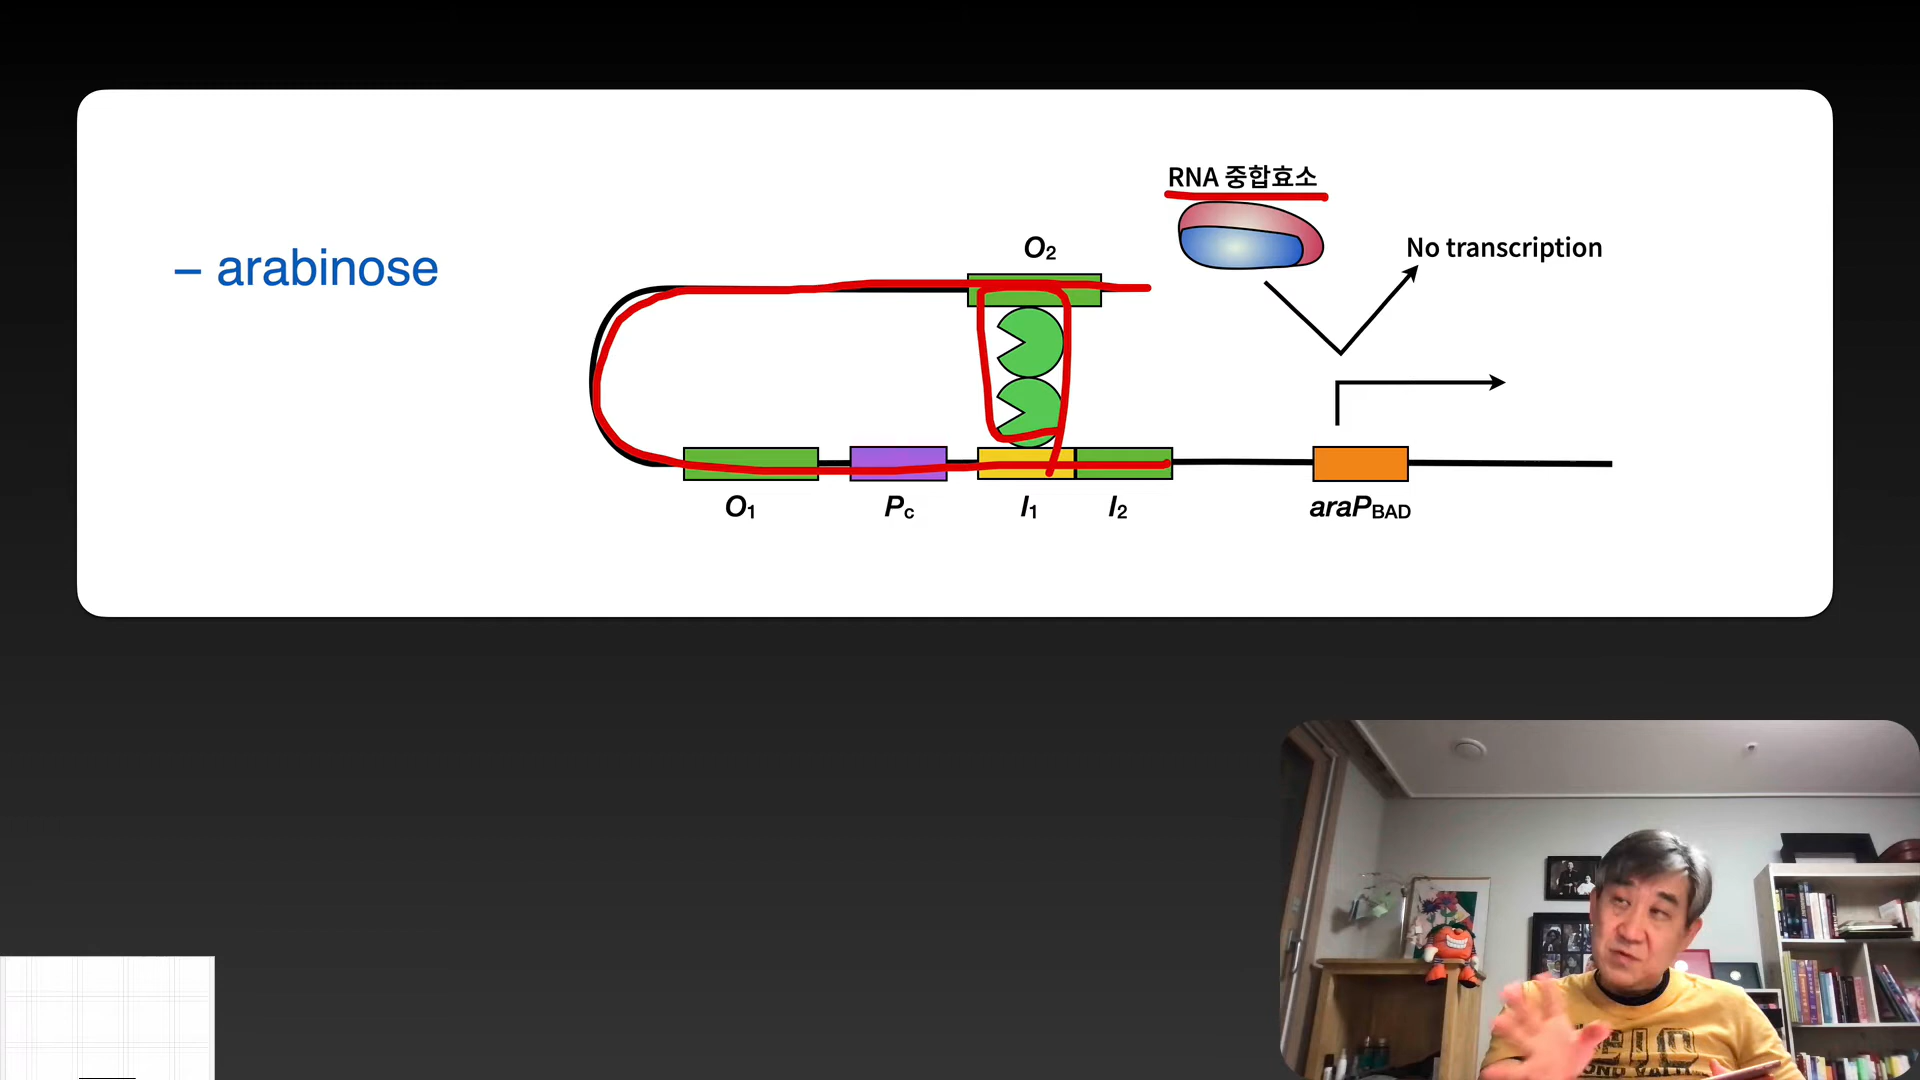 RNA 중합효소
– arabinose
O2
No transcription
O1
Pc
I1
I2
araPBAD